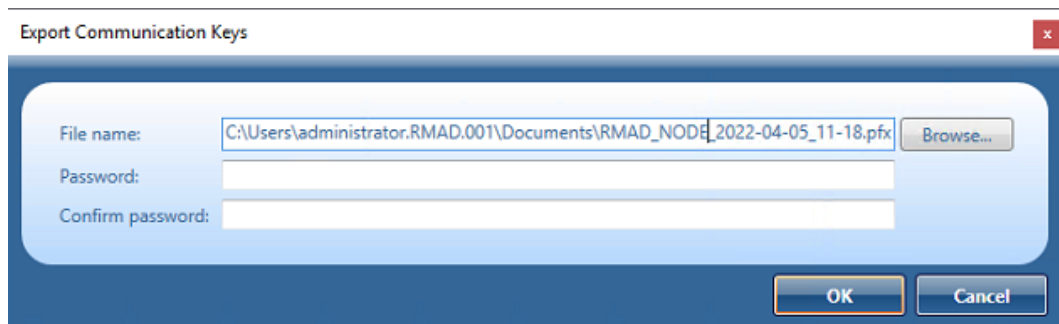 Export Communication Keys
x
File name: C:\Users\administrator.RMAD.001\Documents\RMAD_NODE_2022-04-05_11-18.pfx Browse...
Password:
Confirm password:
OK Cancel